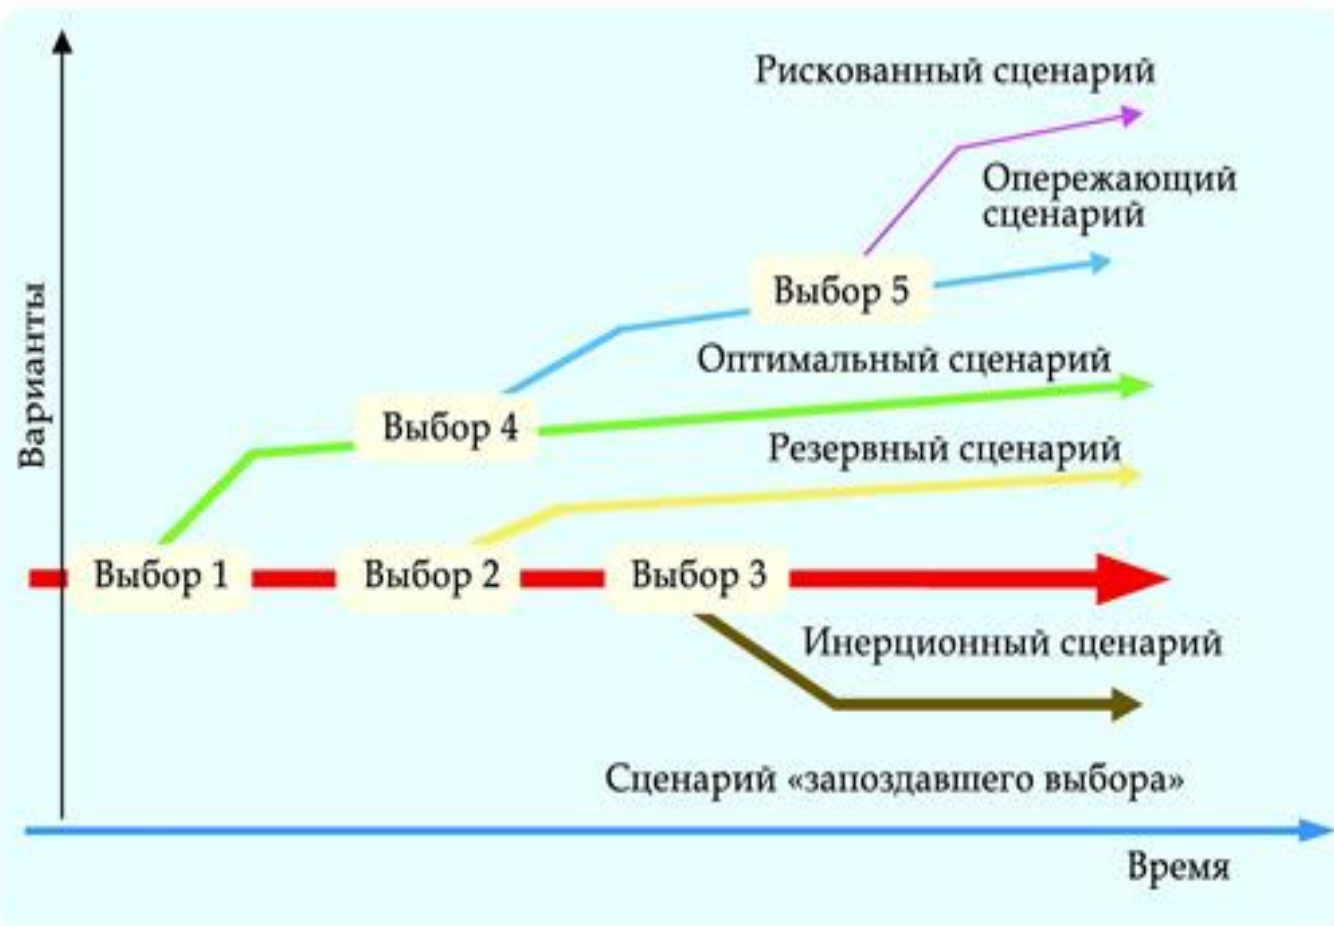 Рискованный сценарий
Опережающий
сценарий
Выбор 5
Варианты
Оптимальный сценарий
Выбор 4
Резервный сценарий
Выбор 1
Выбор 2
Выбор 3
Инерционный сценарий
Сценарий «запоздавшего выбора»
Время